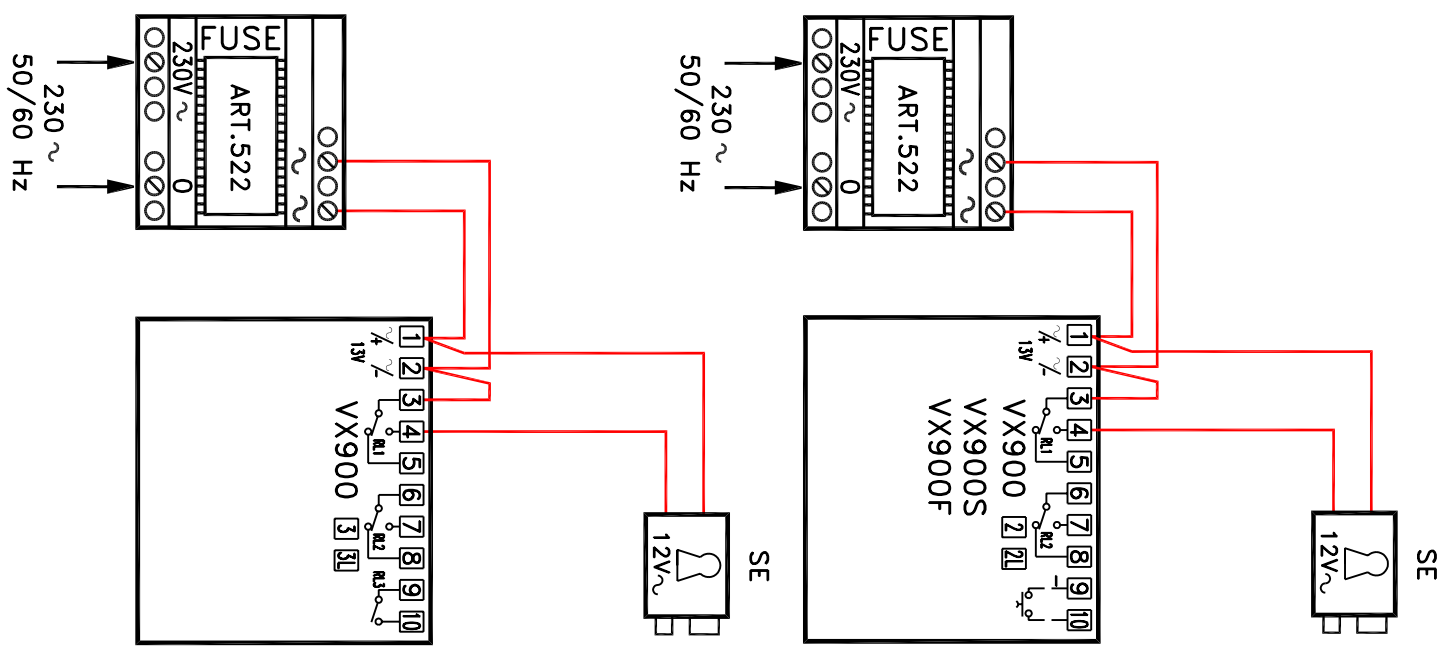 FUSE
230V ~
0
ART.522
~
~
230 ~
50/60 Hz
1
2
3
4
5
6
7
8
9
10
~/+
13V
~/-
RL1
RL2
RL3
VX900
3
3L
12V~
SE
FUSE
230V ~
0
ART.522
~
~
230 ~
50/60 Hz
1
2
3
4
5
6
7
8
9
10
~/+
13V
~/-
RL1
RL2
-
VX900
VX900S
VX900F
2
2L
12V~
SE